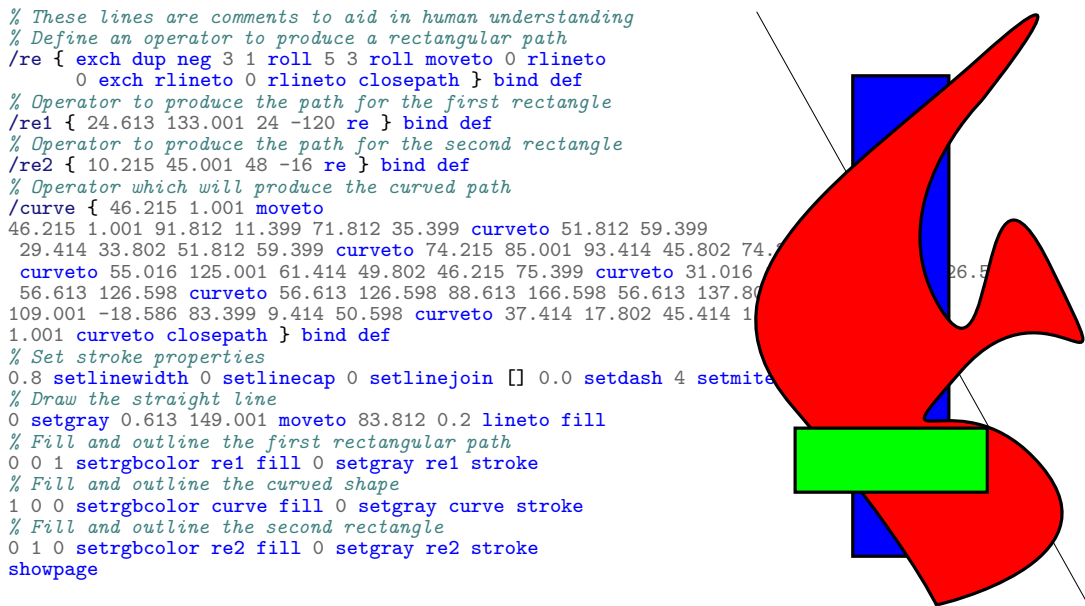 % These lines are comments to aid in human understanding
% Define an operator to produce a rectangular path
/re { exch dup neg 3 1 roll 5 3 roll moveto 0 rlineto
0 exch rlineto 0 rlineto closepath } bind def
% Operator to produce the path for the first rectangle
/re1 { 24.613 133.001 24 -120 re } bind def
% Operator to produce the path for the second rectangle
/re2 { 10.215 45.001 48 -16 re } bind def
% Operator which will produce the curved path
/curve { 46.215 1.001 moveto
46.215 1.001 91.812 11.399 71.812 35.399 curveto 51.812 59.399
29.414 33.802 51.812 59.399 curveto 74.215 85.001 93.414 45.802 74.
curveto 55.016 125.001 61.414 49.802 46.215 75.399 curveto 31.016
56.613 126.598 curveto 56.613 126.598 88.613 166.598 56.613 137.80
109.001 -18.586 83.399 9.414 50.598 curveto 37.414 17.802 45.414 1
1.001 curveto closepath } bind def
% Set stroke properties
0.8 setlinewidth 0 setlinecap 0 setlinejoin [] 0.0 setdash 4 setmite
% Draw the straight line
0 setgray 0.613 149.001 moveto 83.812 0.2 lineto fill
% Fill and outline the first rectangular path
0 0 1 setrgbcolor re1 fill 0 setgray re1 stroke
% Fill and outline the curved shape
1 0 0 setrgbcolor curve fill 0 setgray curve stroke
% Fill and outline the second rectangle
0 1 0 setrgbcolor re2 fill 0 setgray re2 stroke
showpage